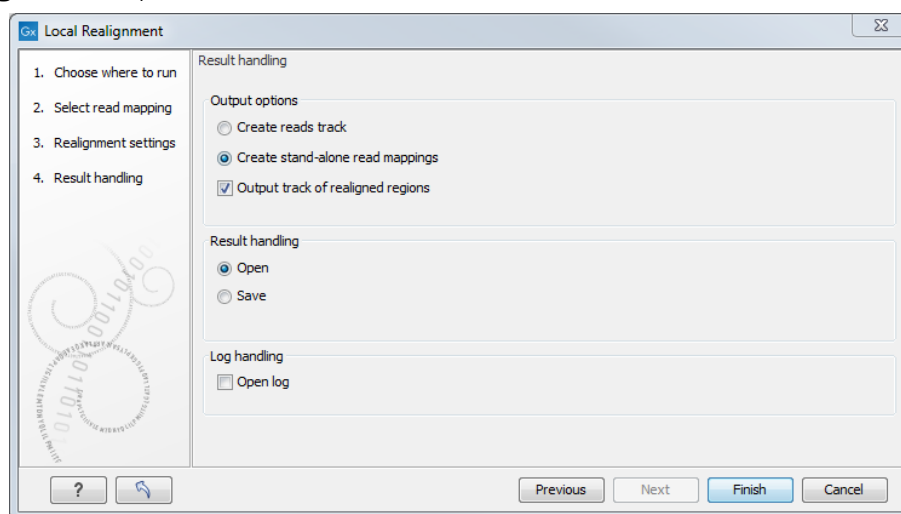 Gx Local Realignment
1. Choose where to run
2. Select read mapping
3. Realignment settings
4. Result handling
Result handling
Output options
Create reads track
Create stand-alone read mappings
Output track of realigned regions
Result handling
Open
Save
Log handling
Open log
?
Previous Next Finish Cancel